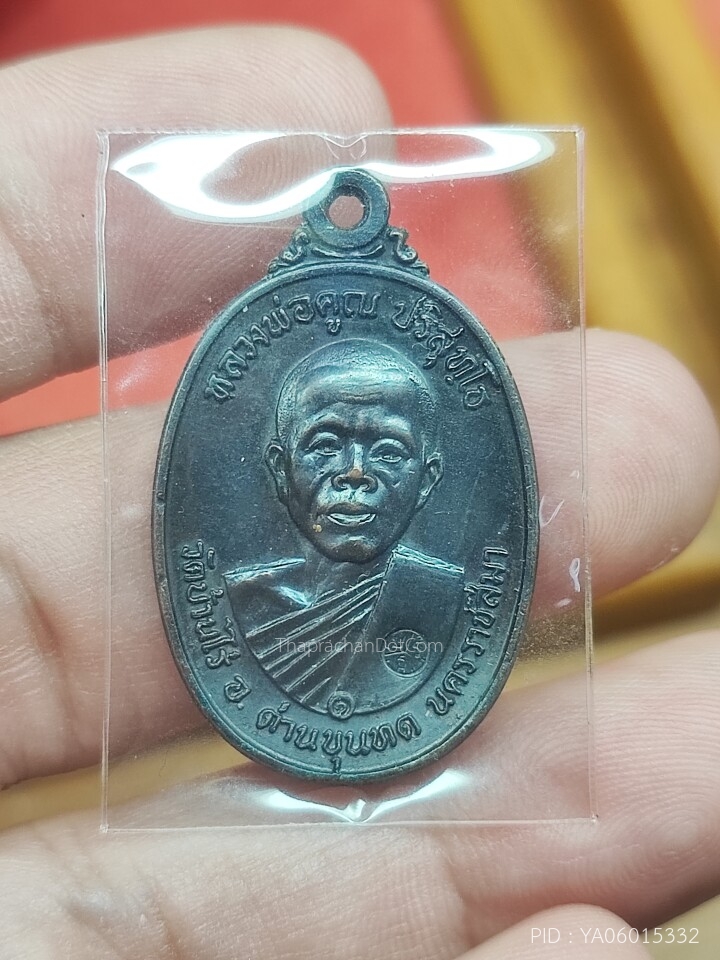 หลวงพ่อคูณ ปริสุทฺโธ
วัดบ้านไร่ อ. ด่านขุนทด นครราชสีมา
๑
ThaprachanDotCom
PID : YA06015332